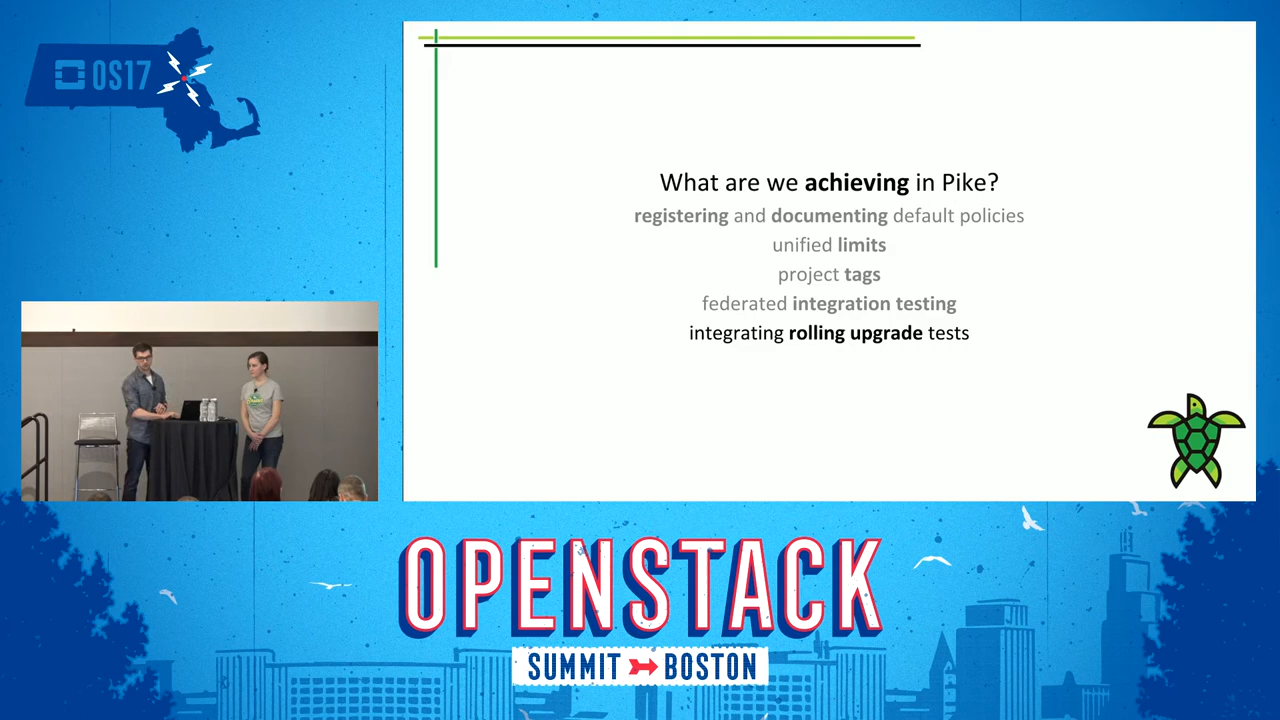 OS17
What are we achieving in Pike?
registering and documenting default policies
unified limits
project tags
federated integration testing
integrating rolling upgrade tests
OPENSTACK
SUMMIT BOSTON